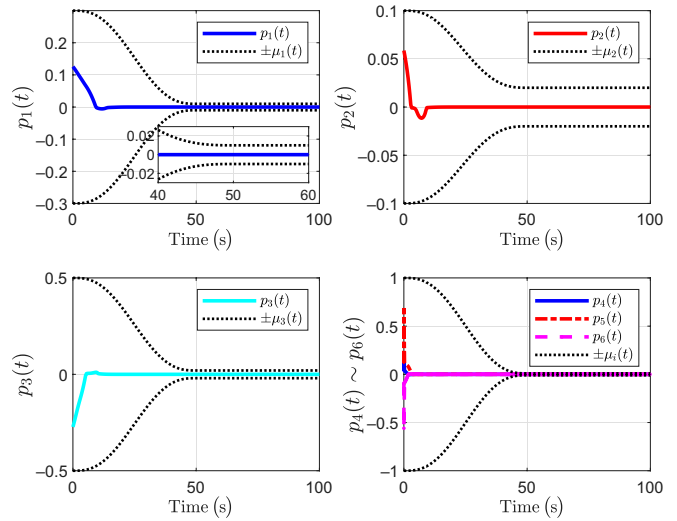 0.3
0.2
0.1
0
−0.1
−0.2
−0.3
p₁(t)
p₁(t)
±μ₁(t)
0.02
0
−0.02
40
50
60
0
50
100
Time (s)
0.1
0.05
0
−0.05
−0.1
p₂(t)
p₂(t)
±μ₂(t)
0
50
100
Time (s)
0.5
0
−0.5
p₃(t)
p₃(t)
±μ₃(t)
0
50
100
Time (s)
1
0.5
0
−0.5
−1
p₄(t) ∼ p₆(t)
p₄(t)
p₅(t)
p₆(t)
±μᵢ(t)
0
50
100
Time (s)